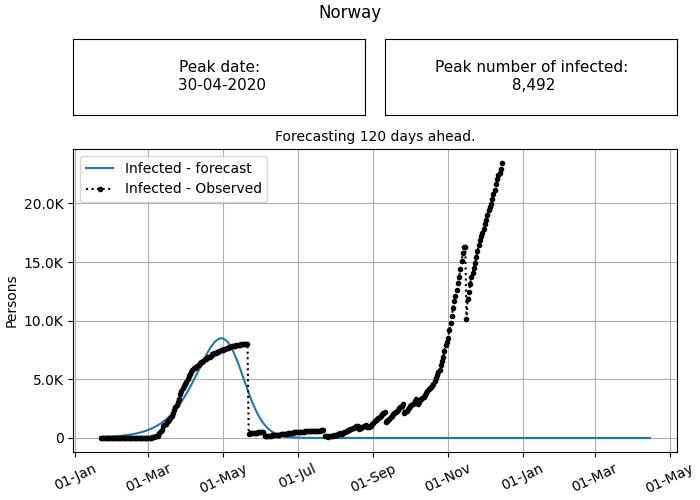 Norway
Peak date:
30-04-2020
Peak number of infected:
8,492
Forecasting 120 days ahead.
Infected - forecast
Infected - Observed
Persons
20.0K
15.0K
10.0K
5.0K
0
01-Jan
01-Mar
01-May
01-Jul
01-Sep
01-Nov
01-Jan
01-Mar
01-May